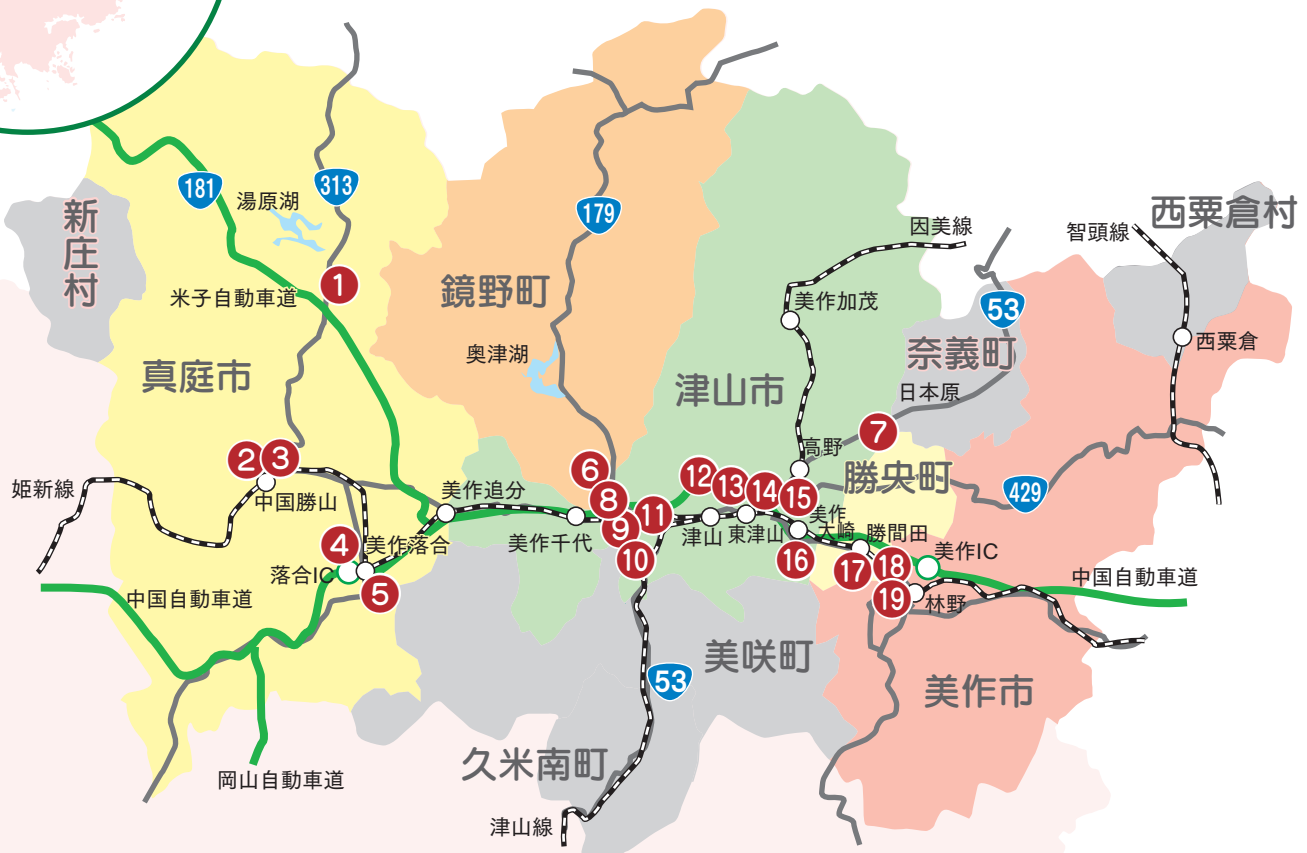 181
313
湯原湖
179
53
新庄村
西粟倉村
因美線
智頭線
1
米子自動車道
鏡野町
美作加茂
西粟倉
奥津湖
奈義町
真庭市
津山市
日本原
7
高野
2
3
6
12
13
14
15
勝央町
姫新線
中国勝山
美作追分
8
429
11
9
美作
大崎
美作千代
津山
東津山
勝間田
4
美作落合
10
16
17
18
美作IC
落合IC
中国自動車道
5
19
林野
中国自動車道
美咲町
53
美作市
久米南町
岡山自動車道
津山線